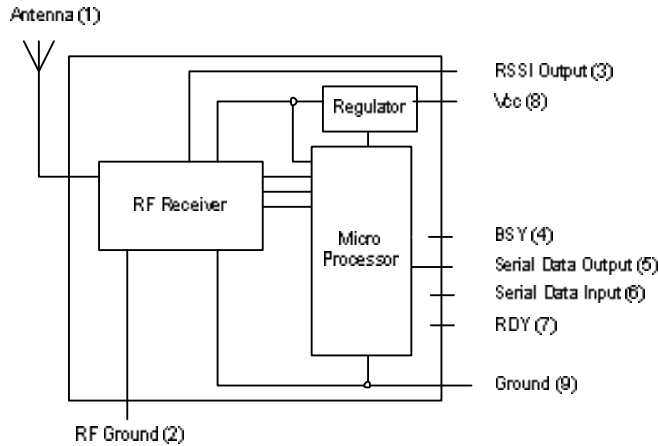 Antenna (1)
RSSI Output (3)
Regulator
Vcc (8)
RF Receiver
Micro
Processor
BSY (4)
Serial Data Output (5)
Serial Data Input (6)
RDY (7)
Ground (9)
RF Ground (2)